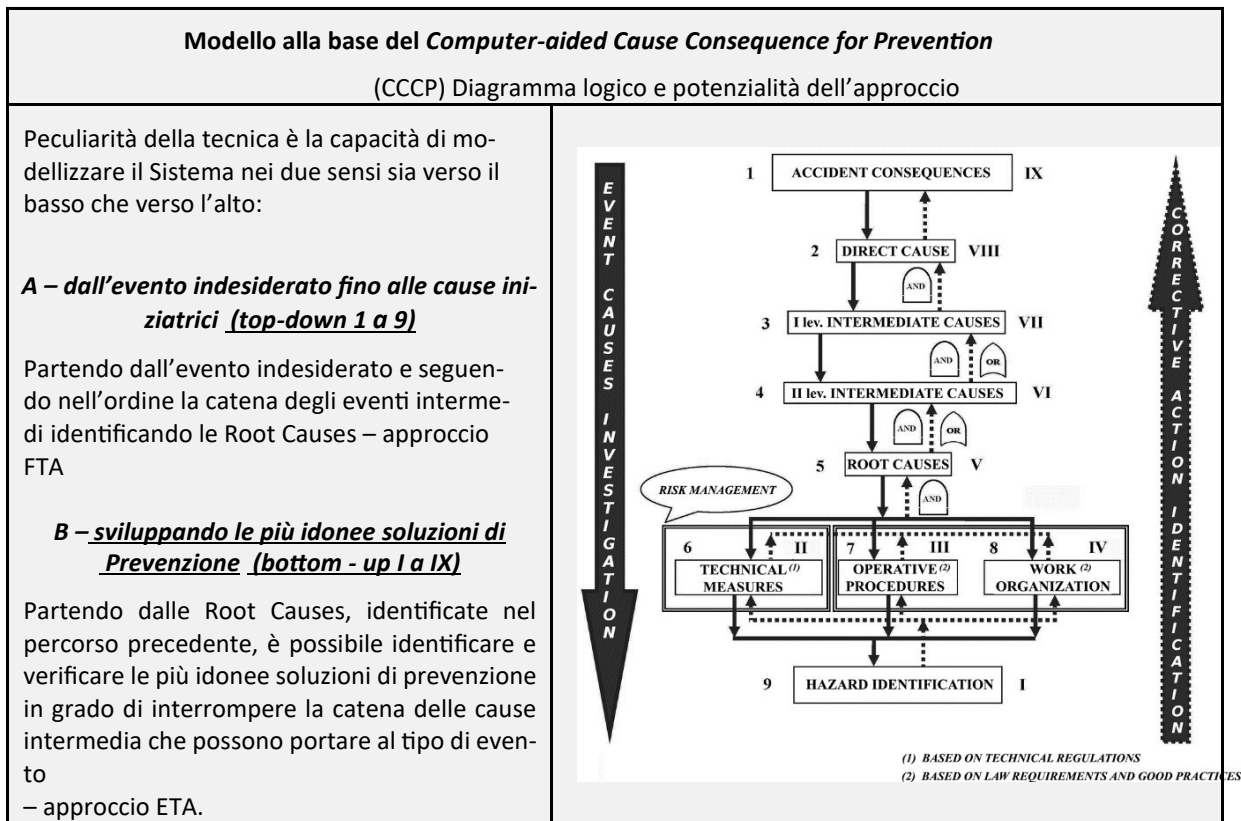 Modello alla base del Computer-aided Cause Consequence for Prevention
(CCCP) Diagramma logico e potenzialità dell'approccio
Peculiarità della tecnica è la capacità di mo-
dellizzare il Sistema nei due sensi sia verso il
basso che verso l'alto:
A – dall'evento indesiderato fino alle cause ini-
ziatrici (top-down 1 a 9)
Partendo dall'evento indesiderato e seguen-
do nell'ordine la catena degli eventi interme-
di identificando le Root Causes – approccio
FTA
B – sviluppando le più idonee soluzioni di
Prevenzione (bottom - up I a IX)
Partendo dalle Root Causes, identificate nel
percorso precedente, è possibile identificare e
verificare le più idonee soluzioni di prevenzione
in grado di interrompere la catena delle cause
intermedia che possono portare al tipo di even-
to
– approccio ETA.
EVENT CAUSES INVESTIGATION
1 ACCIDENT CONSEQUENCES IX
2 DIRECT CAUSE VIII
AND
3 I lev. INTERMEDIATE CAUSES VII
AND OR
4 II lev. INTERMEDIATE CAUSES VI
AND OR
5 ROOT CAUSES V
RISK MANAGEMENT
AND
6 II 7 III 8 IV
TECHNICAL (1) OPERATIVE (2) WORK (2)
MEASURES PROCEDURES ORGANIZATION
9 HAZARD IDENTIFICATION I
CORRECTIVE ACTION IDENTIFICATION
(1) BASED ON TECHNICAL REGULATIONS
(2) BASED ON LAW REQUIREMENTS AND GOOD PRACTICES